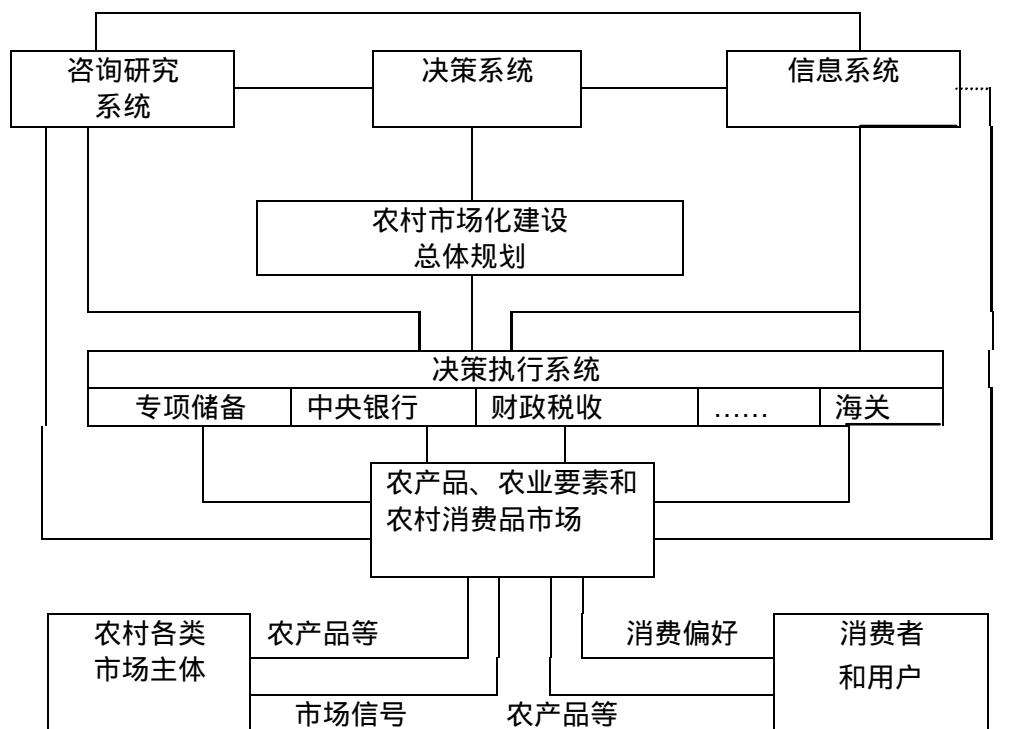 咨询研究
系统
决策系统
信息系统
农村市场化建设
总体规划
决策执行系统
专项储备
中央银行
财政税收
……
海关
农产品、农业要素和
农村消费品市场
农村各类
市场主体
农产品等
消费偏好
消费者
和用户
市场信号
农产品等